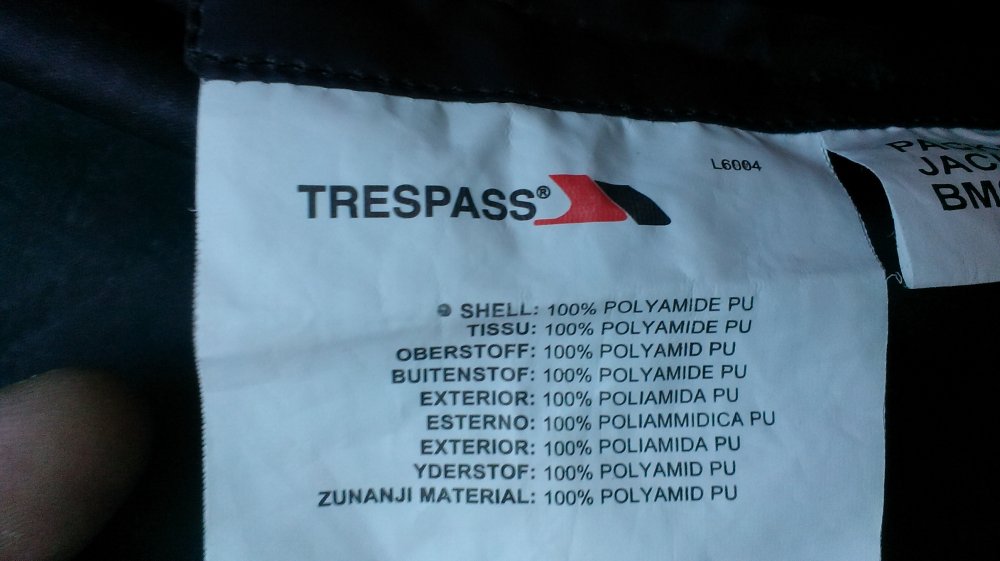 L6004
TRESPASS®
SHELL: 100% POLYAMIDE PU
TISSU: 100% POLYAMIDE PU
OBERSTOFF: 100% POLYAMID PU
BUITENSTOF: 100% POLYAMIDE PU
EXTERIOR: 100% POLIAMIDA PU
ESTERNO: 100% POLIAMMIDICA PU
EXTERIOR: 100% POLIAMIDA PU
YDERSTOF: 100% POLYAMID PU
ZUNANJI MATERIAL: 100% POLYAMID PU